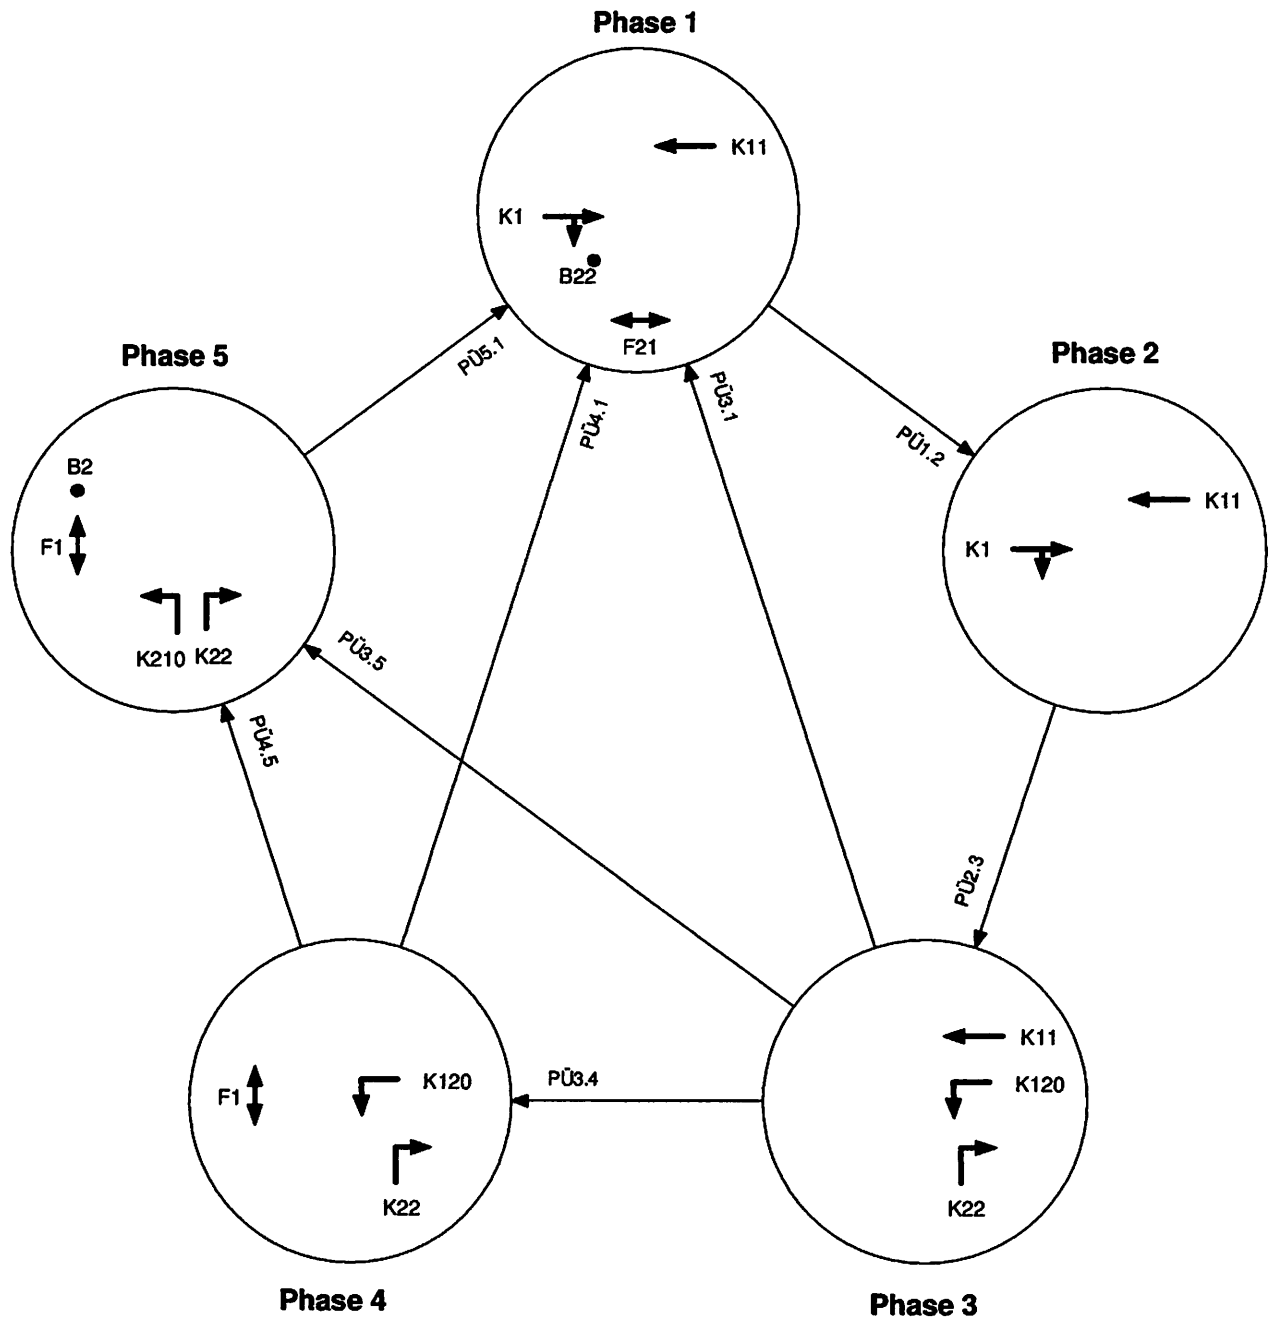 Phase 1
K11
K1
B22
F21
PÜ5.1
PÜ4.1
PÜ3.1
PÜ1.2
Phase 5
B2
F1
K210 K22
PÜ3.5
PÜ4.5
Phase 2
K11
K1
PÜ2.3
F1
K120
K22
Phase 4
PÜ3.4
K11
K120
K22
Phase 3